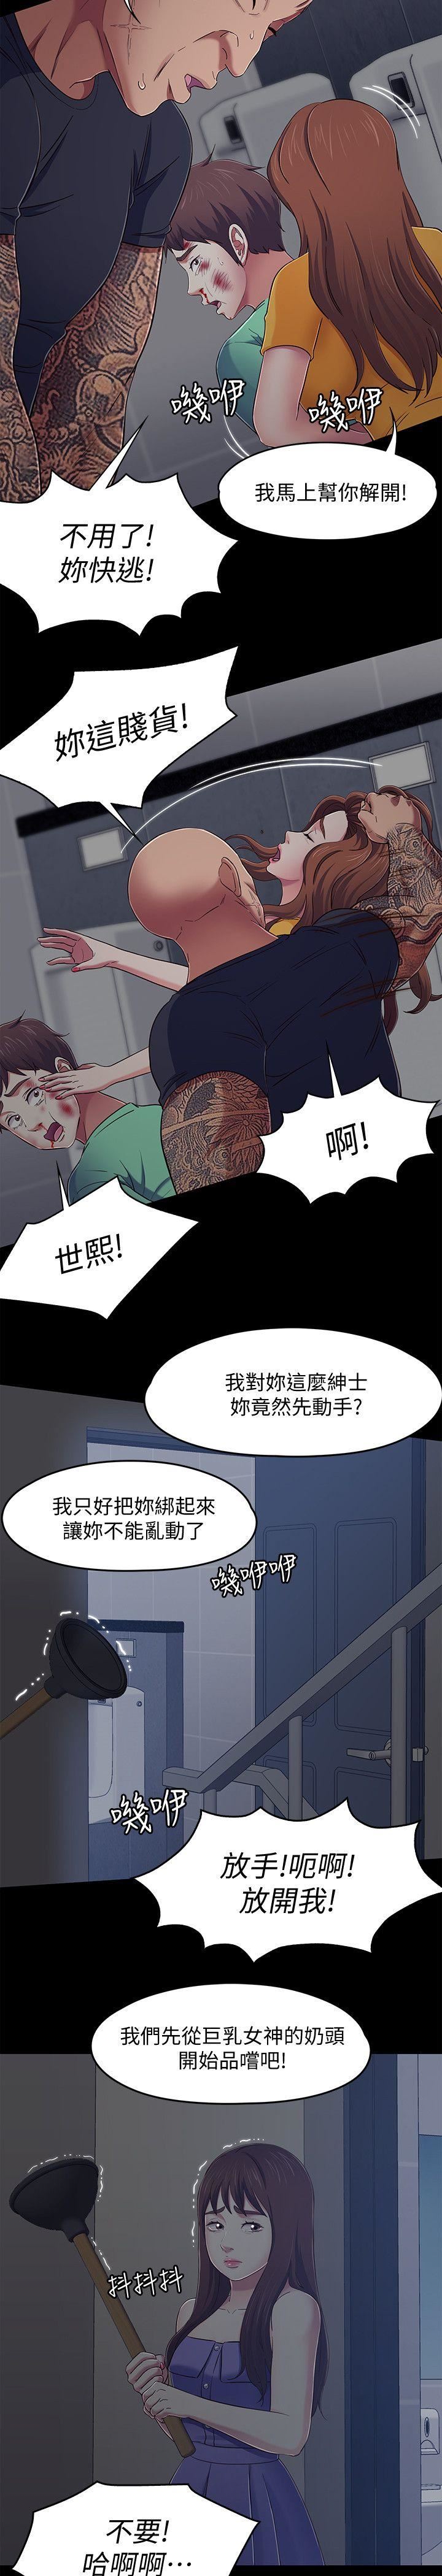 嘰咿
嘰咿
我馬上幫你解開!
不用了!
妳快逃!
妳這賤貨!
啊!
世熙!
我對妳這麼紳士
妳竟然先動手?
我只好把妳綁起來
讓妳不能亂動了
嘰咿咿
嘰咿
放手!呃啊!
放開我!
我們先從巨乳女神的奶頭
開始品嚐吧!
抖抖抖
不要!
哈啊啊…